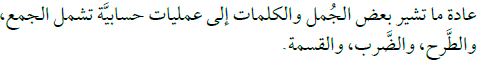 عادة ما تشير بعض الجُمل والكلمات إلى عمليات حسابيَّة تشمل الجمع،
والطَّرح، والضَّرب، والقسمة.